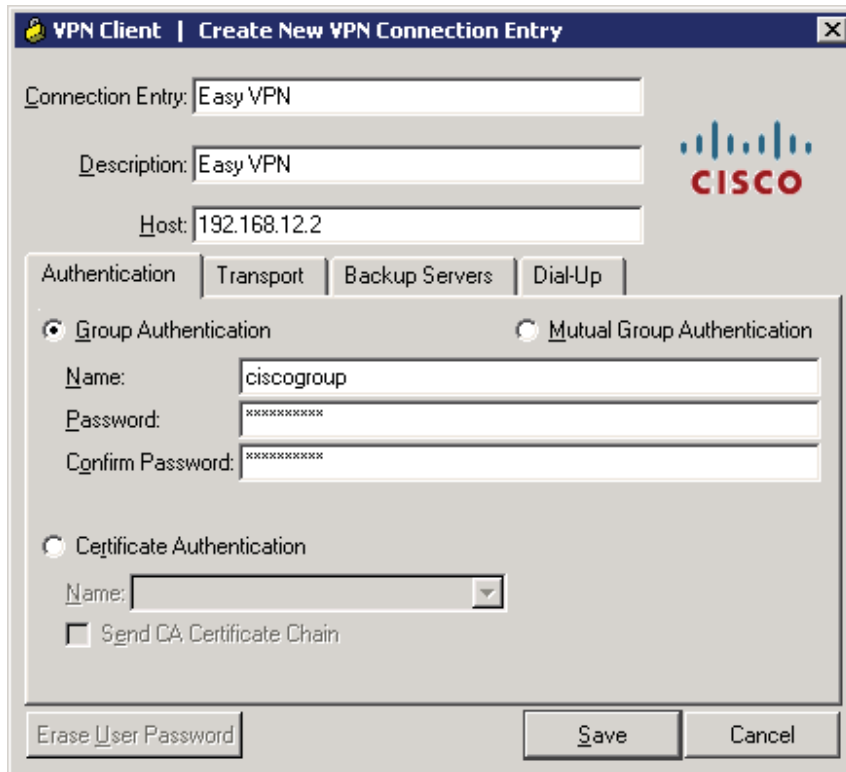 VPN Client | Create New VPN Connection Entry
Connection Entry: Easy VPN
Description: Easy VPN
CISCO
Host: 192.168.12.2
Authentication Transport Backup Servers Dial-Up
Group Authentication Mutual Group Authentication
Name: ciscogroup
Password: **********
Confirm Password: **********
Certificate Authentication
Name:
Send CA Certificate Chain
Erase User Password Save Cancel